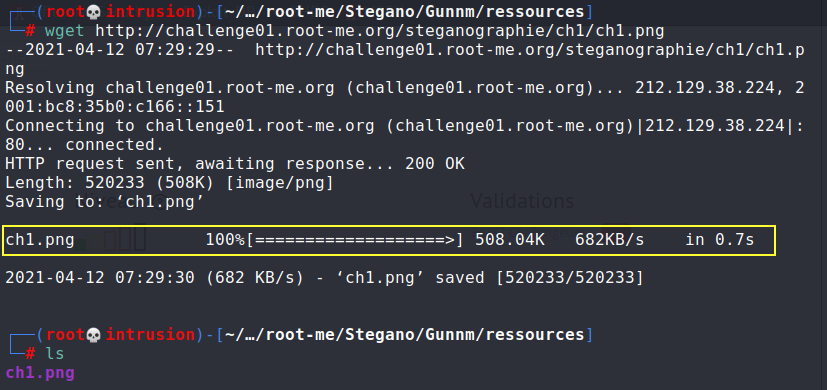 ┌──(root💀intrusion)-[~/…/root-me/Stegano/Gunnm/ressources]
└─# wget http://challenge01.root-me.org/steganographie/ch1/ch1.png
--2021-04-12 07:29:29--  http://challenge01.root-me.org/steganographie/ch1/ch1.p
ng
Resolving challenge01.root-me.org (challenge01.root-me.org)... 212.129.38.224, 2
001:bc8:35b0:c166::151
Connecting to challenge01.root-me.org (challenge01.root-me.org)|212.129.38.224|:
80... connected.
HTTP request sent, awaiting response... 200 OK
Length: 520233 (508K) [image/png]
Saving to: ‘ch1.png’
Validations
ch1.png             100%[===================>] 508.04K   682KB/s    in 0.7s
2021-04-12 07:29:30 (682 KB/s) - ‘ch1.png’ saved [520233/520233]
┌──(root💀intrusion)-[~/…/root-me/Stegano/Gunnm/ressources]
└─# ls
ch1.png